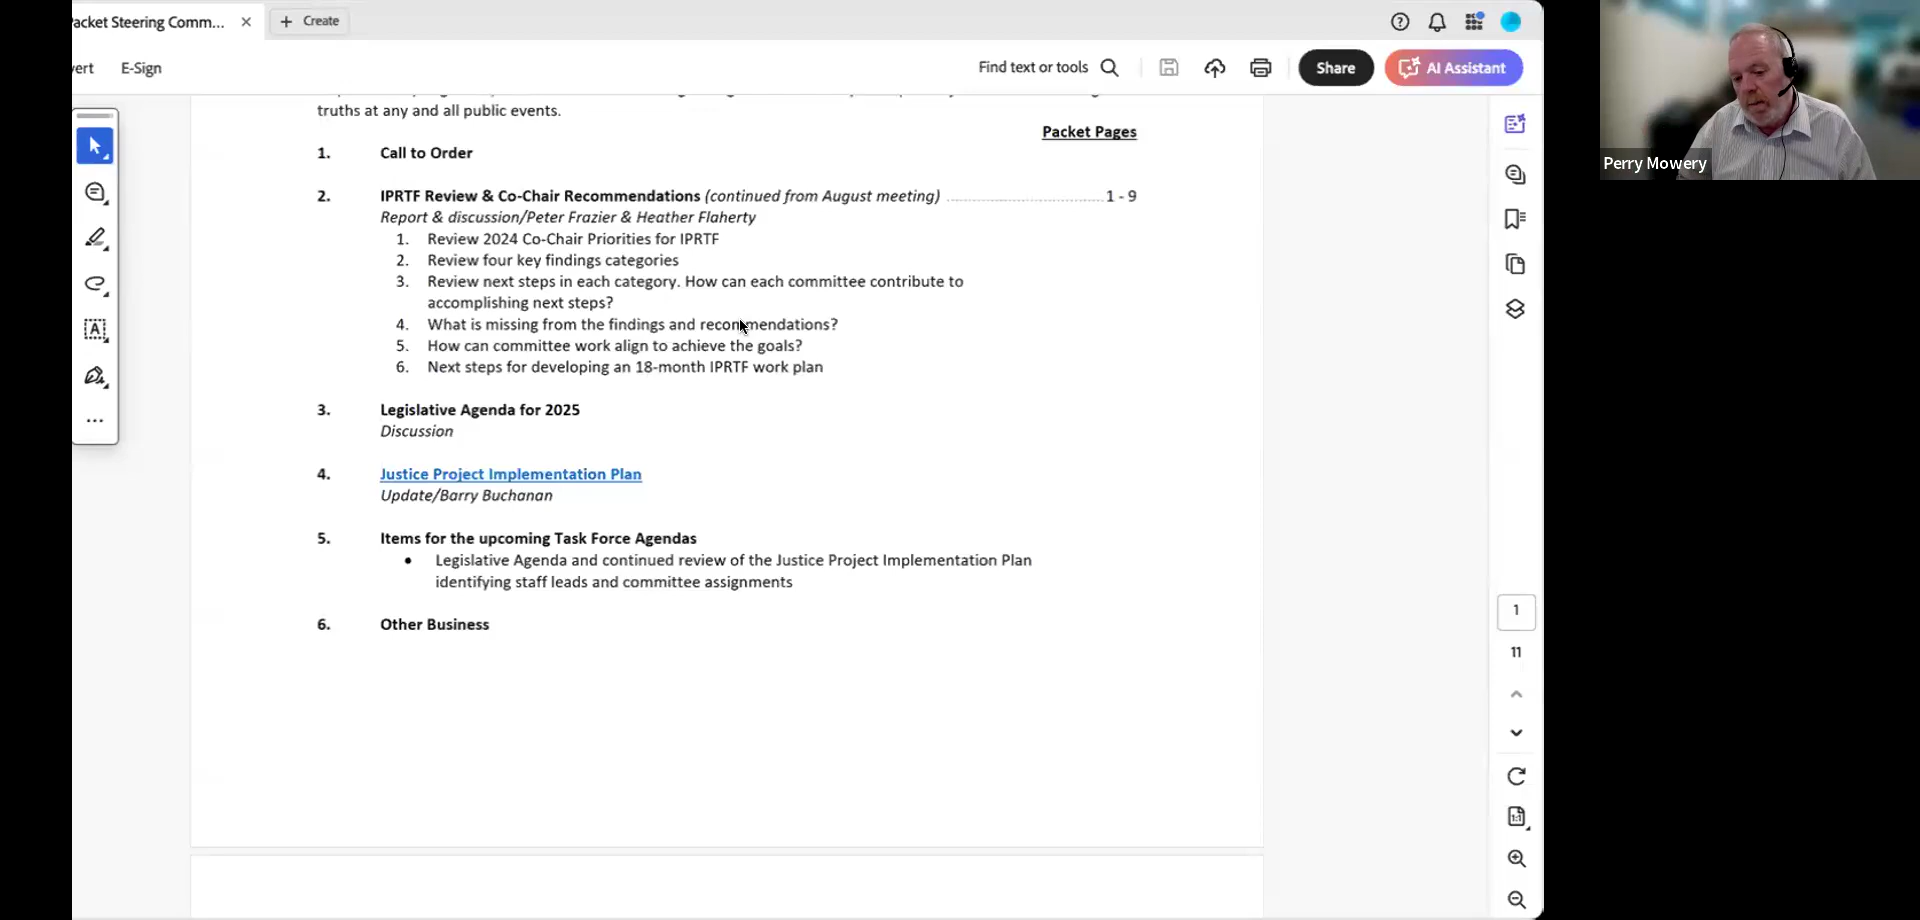 Packet Steering Comm...
Create
vert
E-Sign
Find text or tools
Share
AI Assistant
truths at any and all public events.
Packet Pages
1. Call to Order
2. IPRTF Review & Co-Chair Recommendations (continued from August meeting) 1 - 9
Report & discussion/Peter Frazier & Heather Flaherty
1. Review 2024 Co-Chair Priorities for IPRTF
2. Review four key findings categories
3. Review next steps in each category. How can each committee contribute to
accomplishing next steps?
4. What is missing from the findings and recommendations?
5. How can committee work align to achieve the goals?
6. Next steps for developing an 18-month IPRTF work plan
3. Legislative Agenda for 2025
Discussion
4. Justice Project Implementation Plan
Update/Barry Buchanan
5. Items for the upcoming Task Force Agendas
• Legislative Agenda and continued review of the Justice Project Implementation Plan
identifying staff leads and committee assignments
6. Other Business
1
11
Perry Mowery